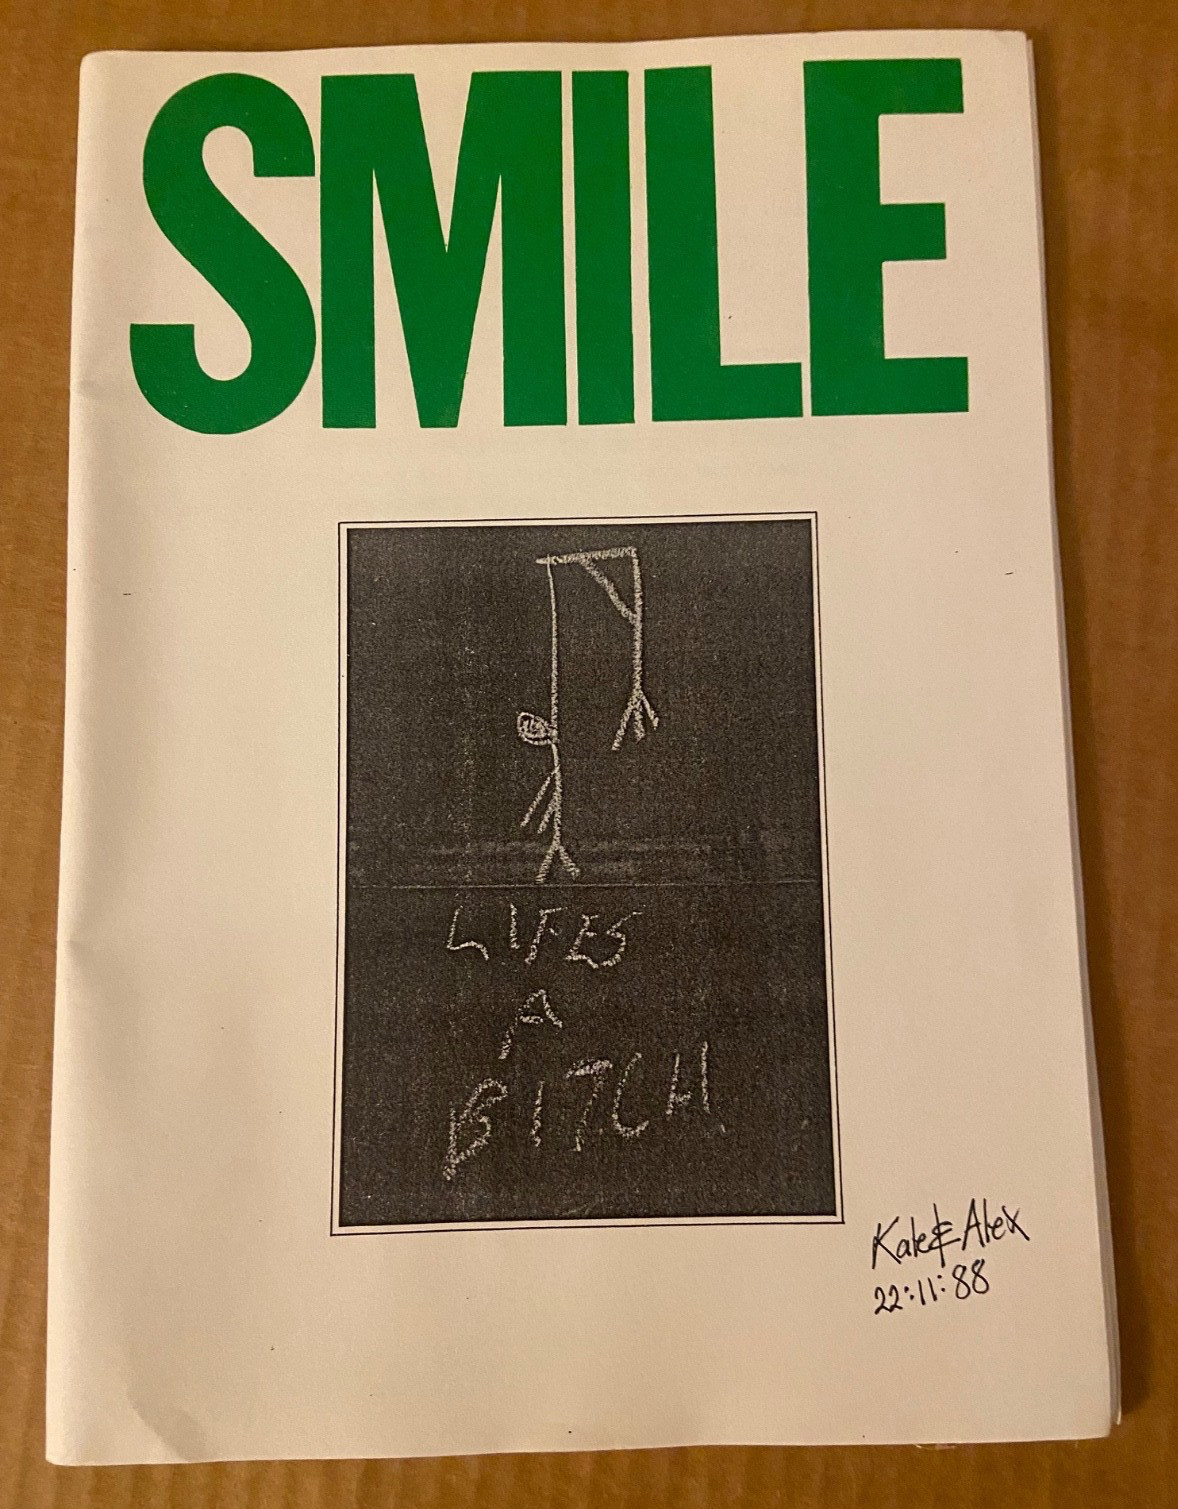 SMILE
LIFES
A
BITCH
Kate & Alex
22:11:88